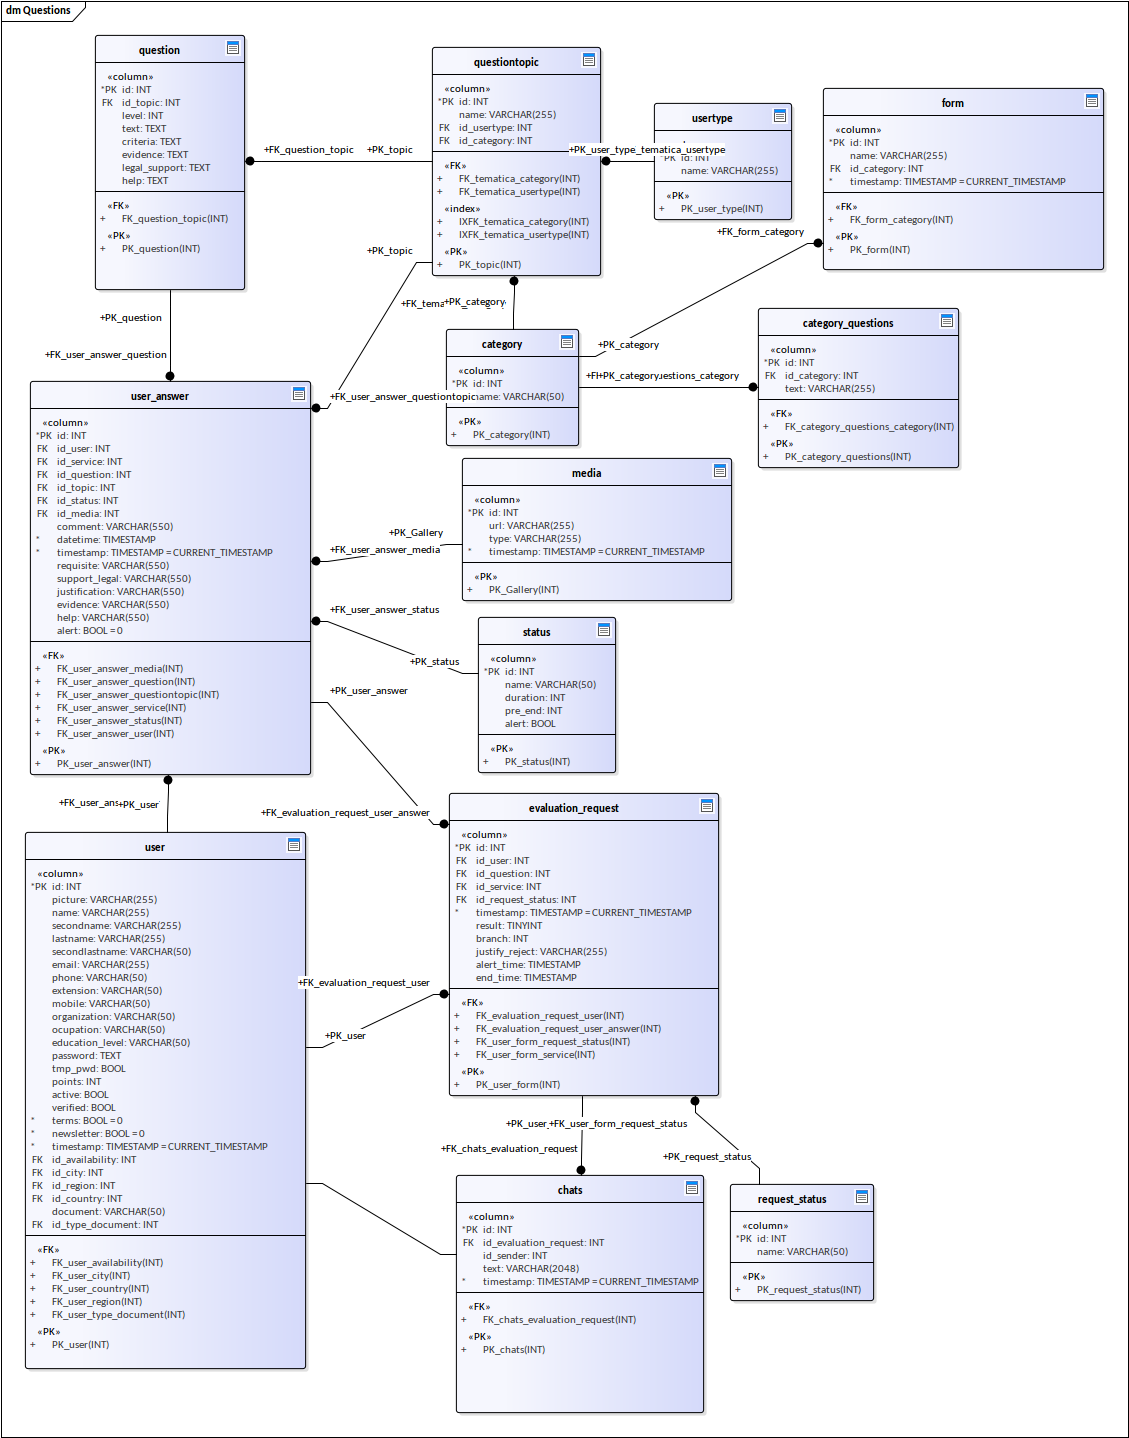 dm Questions
question
«column»
*PK id: INT
FK id_topic: INT
level: INT
text: TEXT
criteria: TEXT
evidence: TEXT
legal_support: TEXT
help: TEXT
«FK»
+ FK_question_topic(INT)
«PK»
+ PK_question(INT)
+FK_question_topic +PK_topic
questiontopic
«column»
*PK id: INT
name: VARCHAR(255)
FK id_usertype: INT
FK id_category: INT
«FK»
+ FK_tematica_category(INT)
+ FK_tematica_usertype(INT)
«index»
+ IXFK_tematica_category(INT)
+ IXFK_tematica_usertype(INT)
«PK»
+ PK_topic(INT)
+PK_user_type_tematica_usertype
usertype
*PK id: INT
name: VARCHAR(255)
«PK»
+ PK_user_type(INT)
form
«column»
*PK id: INT
name: VARCHAR(255)
FK id_category: INT
* timestamp: TIMESTAMP = CURRENT_TIMESTAMP
«FK»
+ FK_form_category(INT)
«PK»
+ PK_form(INT)
+FK_form_category
+PK_category
+PK_topic
+PK_category
+PK_question
+FK_user_answer_question
category
«column»
*PK id: INT
name: VARCHAR(50)
«PK»
+ PK_category(INT)
+FK_user_answer_questiontopic
+PK_category
category_questions
«column»
*PK id: INT
FK id_category: INT
text: VARCHAR(255)
«FK»
+ FK_category_questions_category(INT)
«PK»
+ PK_category_questions(INT)
user_answer
«column»
*PK id: INT
FK id_user: INT
FK id_service: INT
FK id_question: INT
FK id_topic: INT
FK id_status: INT
FK id_media: INT
comment: VARCHAR(550)
* datetime: TIMESTAMP
* timestamp: TIMESTAMP = CURRENT_TIMESTAMP
requisite: VARCHAR(550)
support_legal: VARCHAR(550)
justification: VARCHAR(550)
evidence: VARCHAR(550)
help: VARCHAR(550)
alert: BOOL = 0
«FK»
+ FK_user_answer_media(INT)
+ FK_user_answer_question(INT)
+ FK_user_answer_questiontopic(INT)
+ FK_user_answer_service(INT)
+ FK_user_answer_status(INT)
+ FK_user_answer_user(INT)
«PK»
+ PK_user_answer(INT)
media
«column»
*PK id: INT
url: VARCHAR(255)
type: VARCHAR(255)
* timestamp: TIMESTAMP = CURRENT_TIMESTAMP
«PK»
+ PK_Gallery(INT)
+PK_Gallery
+FK_user_answer_media
+FK_user_answer_status
+PK_status
status
«column»
*PK id: INT
name: VARCHAR(50)
duration: INT
pre_end: INT
alert: BOOL
«PK»
+ PK_status(INT)
+PK_user_answer
+FK_evaluation_request_user_answer
+PK_user
user
«column»
*PK id: INT
picture: VARCHAR(255)
name: VARCHAR(255)
secondname: VARCHAR(255)
lastname: VARCHAR(255)
secondlastname: VARCHAR(50)
email: VARCHAR(255)
phone: VARCHAR(50)
extension: VARCHAR(50)
mobile: VARCHAR(50)
organization: VARCHAR(50)
ocupation: VARCHAR(50)
education_level: VARCHAR(50)
password: TEXT
tmp_pwd: BOOL
points: INT
active: BOOL
verified: BOOL
* terms: BOOL = 0
* newsletter: BOOL = 0
* timestamp: TIMESTAMP = CURRENT_TIMESTAMP
FK id_availability: INT
FK id_city: INT
FK id_region: INT
FK id_country: INT
document: VARCHAR(50)
FK id_type_document: INT
«FK»
+ FK_user_availability(INT)
+ FK_user_city(INT)
+ FK_user_country(INT)
+ FK_user_region(INT)
+ FK_user_type_document(INT)
«PK»
+ PK_user(INT)
evaluation_request
«column»
*PK id: INT
FK id_user: INT
FK id_question: INT
FK id_service: INT
FK id_request_status: INT
* timestamp: TIMESTAMP = CURRENT_TIMESTAMP
result: TINYINT
branch: INT
justify_reject: VARCHAR(255)
alert_time: TIMESTAMP
end_time: TIMESTAMP
«FK»
+ FK_evaluation_request_user(INT)
+ FK_evaluation_request_user_answer(INT)
+ FK_user_form_request_status(INT)
+ FK_user_form_service(INT)
«PK»
+ PK_user_form(INT)
+FK_evaluation_request_user
+PK_user
+FK_user_form_request_status
+FK_chats_evaluation_request
+PK_request_status
chats
«column»
*PK id: INT
FK id_evaluation_request: INT
id_sender: INT
text: VARCHAR(2048)
* timestamp: TIMESTAMP = CURRENT_TIMESTAMP
«FK»
+ FK_chats_evaluation_request(INT)
«PK»
+ PK_chats(INT)
request_status
«column»
*PK id: INT
name: VARCHAR(50)
«PK»
+ PK_request_status(INT)